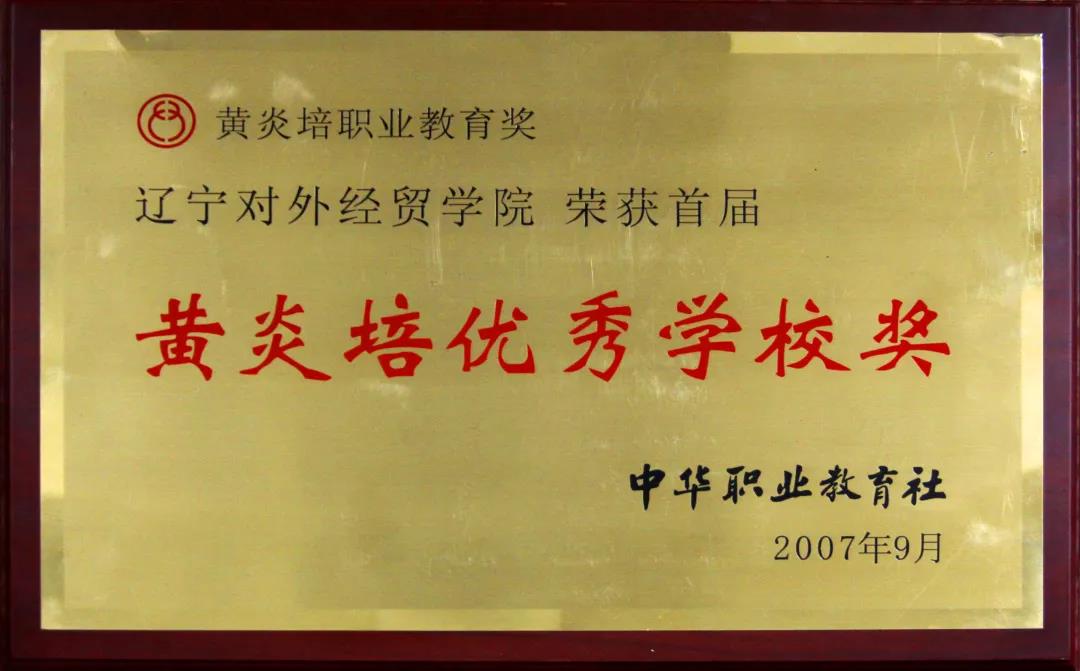 黄炎培职业教育奖
辽宁对外经贸学院 荣获首届
黄炎培优秀学校奖
中华职业教育社
2007年9月